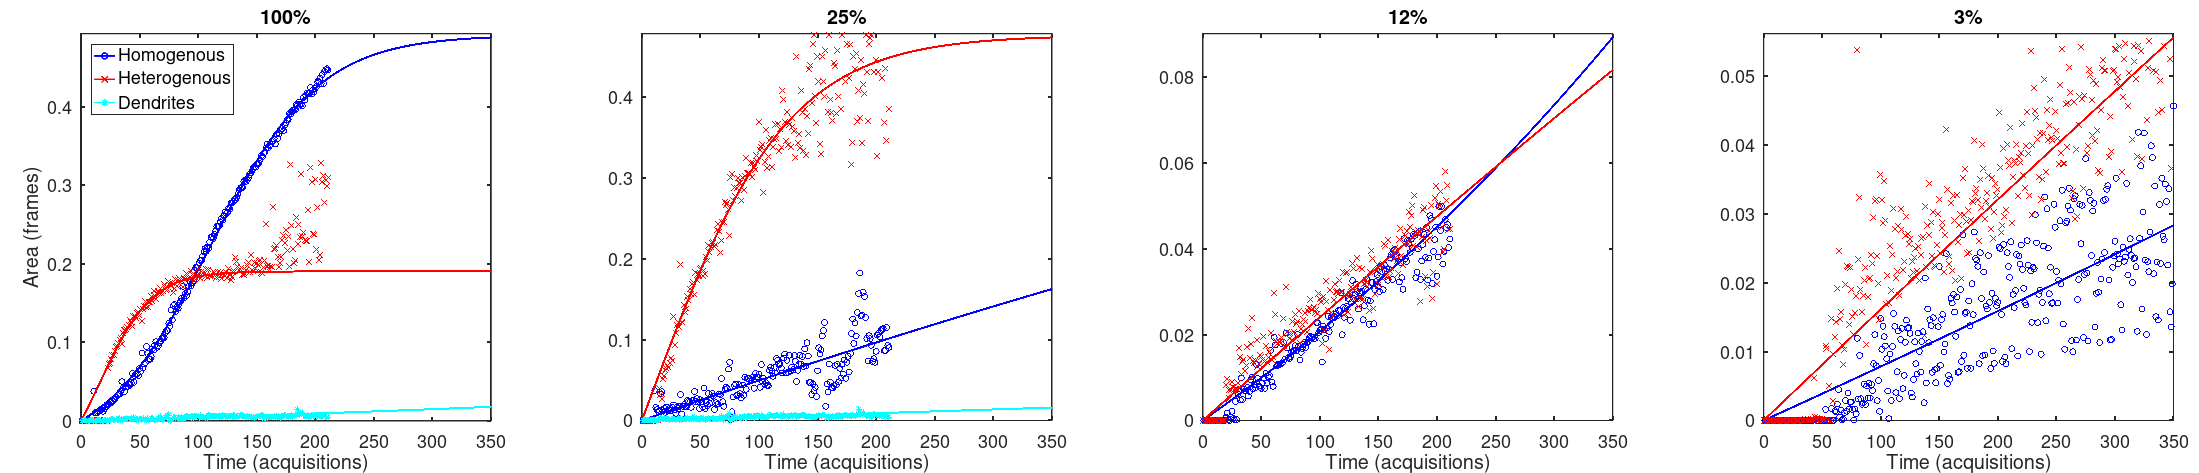 100%
Homogenous
Heterogenous
Dendrites
Area (frames)
0
0.1
0.2
0.3
0.4
0 50 100 150 200 250 300 350
Time (acquisitions)
25%
0
0.1
0.2
0.3
0.4
0 50 100 150 200 250 300 350
Time (acquisitions)
12%
0
0.02
0.04
0.06
0.08
0 50 100 150 200 250 300 350
Time (acquisitions)
3%
0
0.01
0.02
0.03
0.04
0.05
0 50 100 150 200 250 300 350
Time (acquisitions)